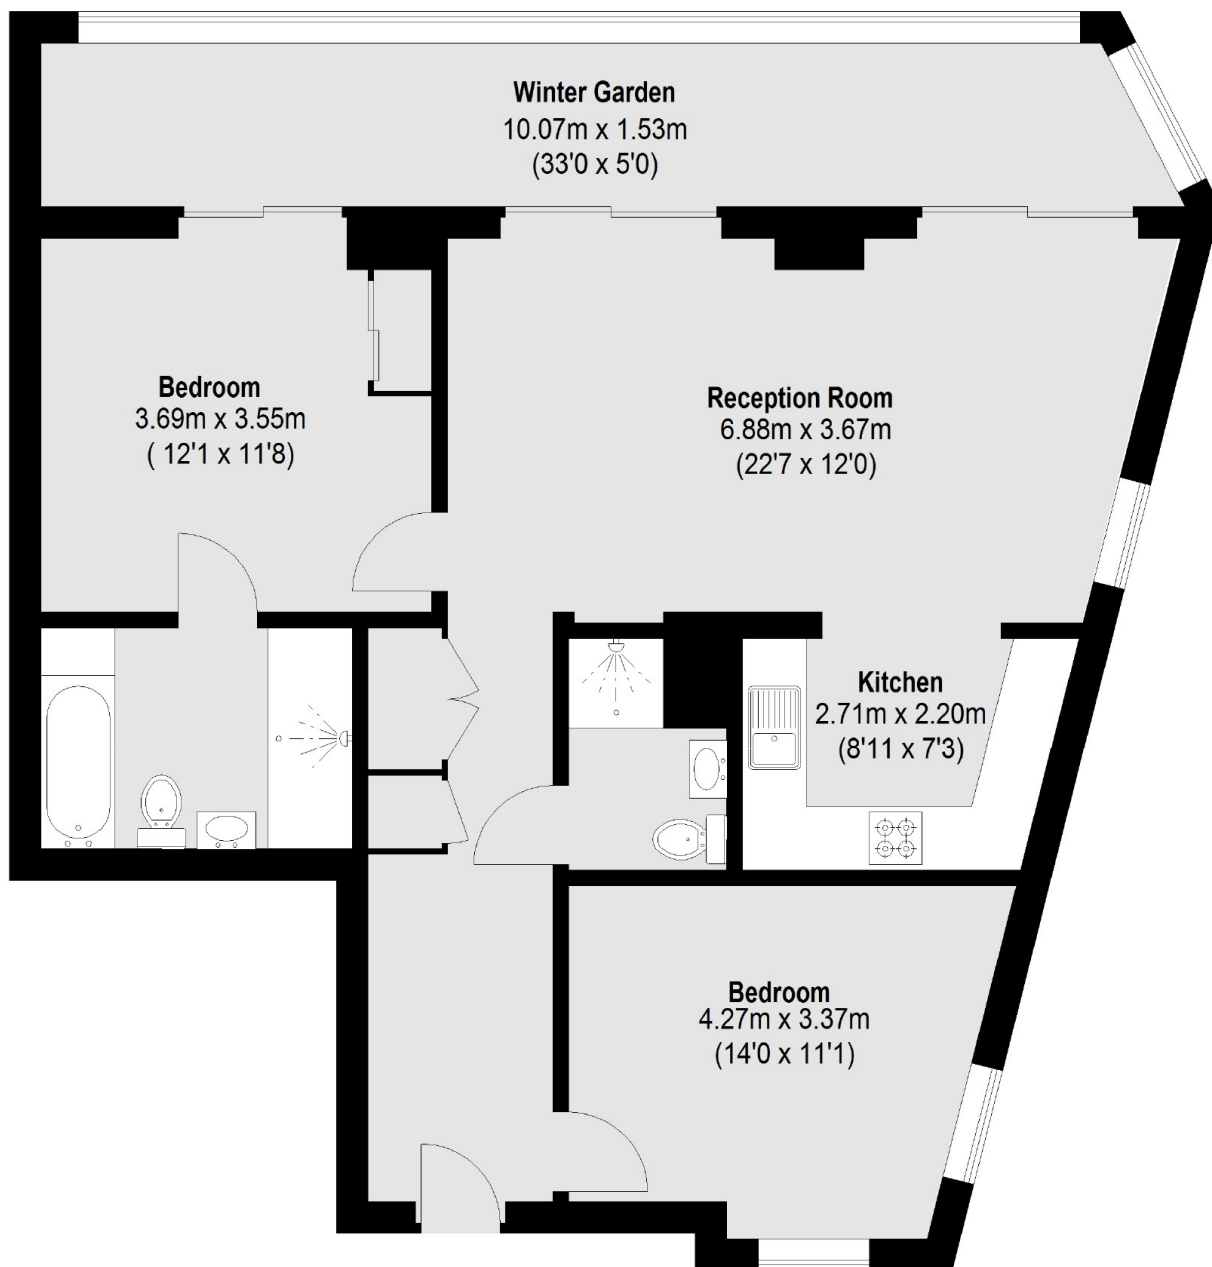 Winter Garden
10.07m x 1.53m
(33'0 x 5'0)
Bedroom
3.69m x 3.55m
( 12'1 x 11'8)
Reception Room
6.88m x 3.67m
(22'7 x 12'0)
Kitchen
2.71m x 2.20m
(8'11 x 7'3)
Bedroom
4.27m x 3.37m
(14'0 x 11'1)